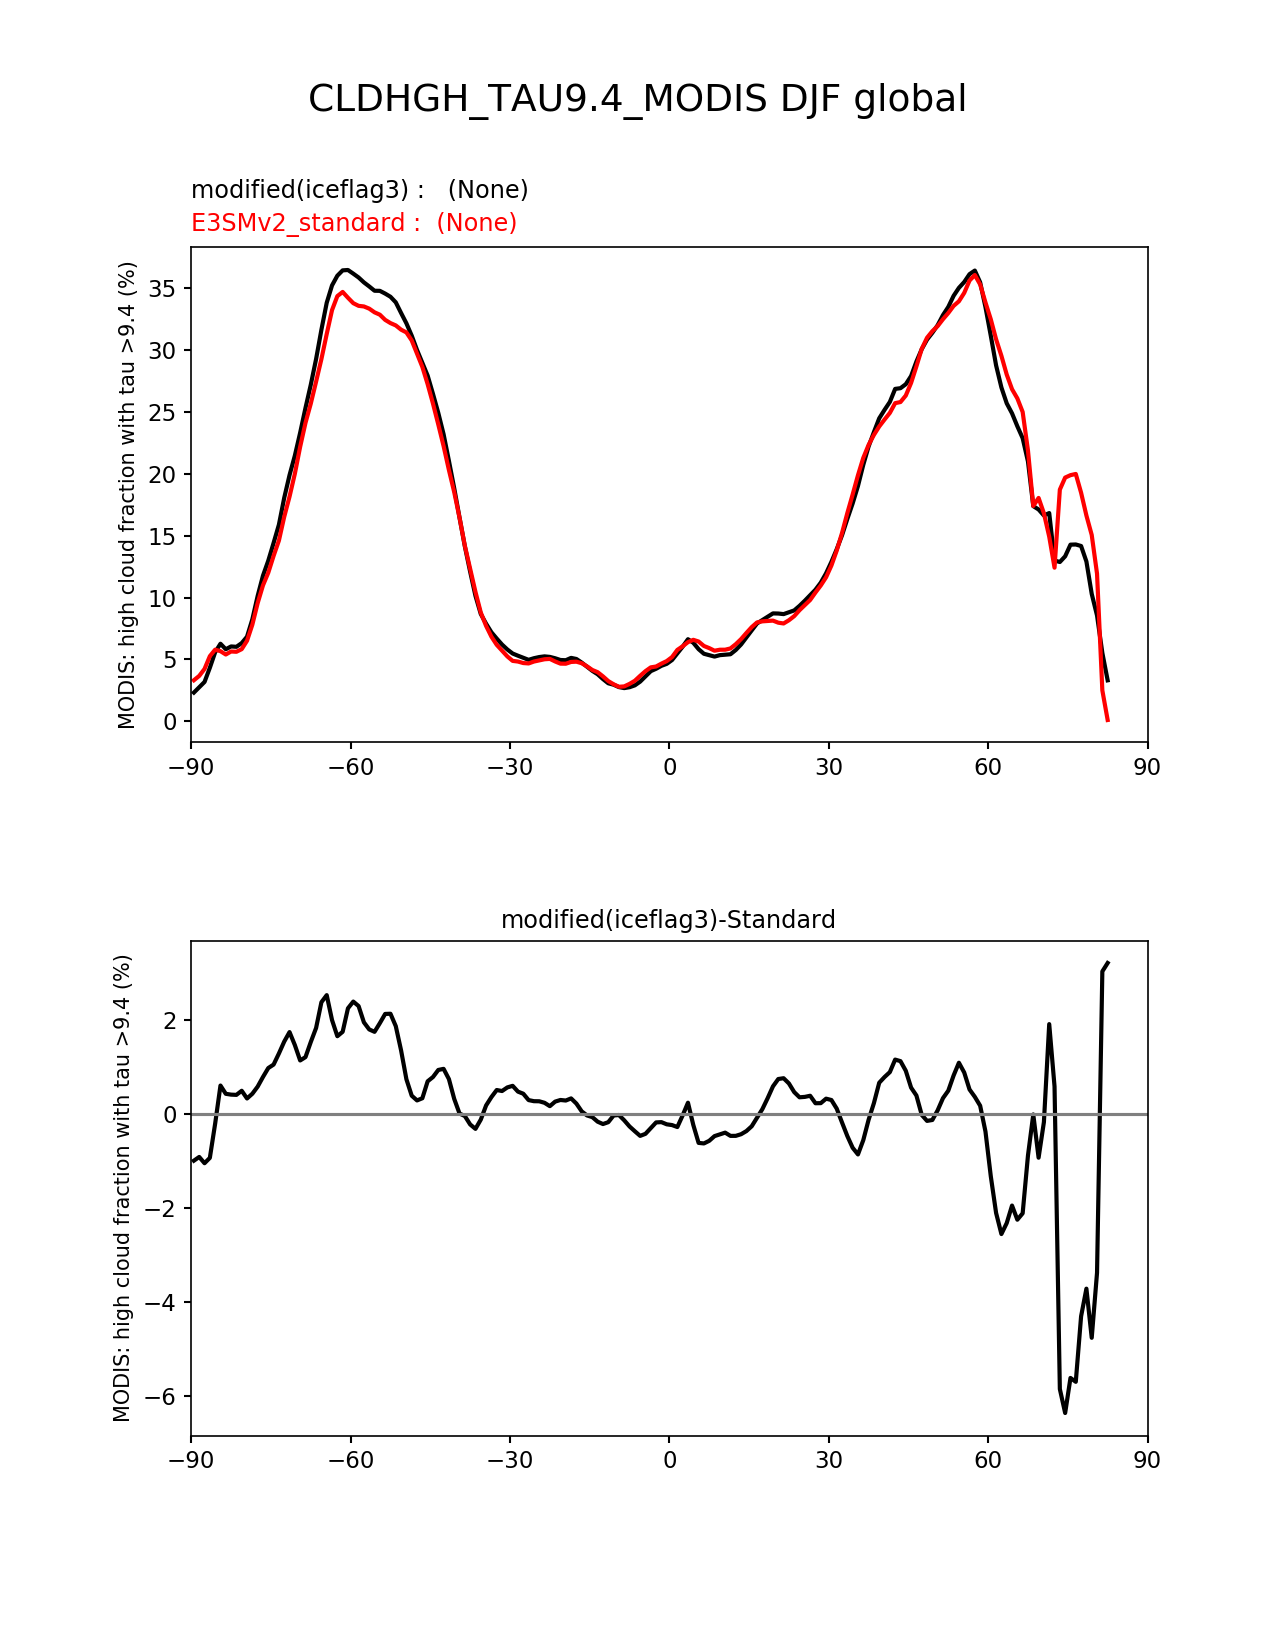 CLDHGH_TAU9.4_MODIS DJF global
modified(iceflag3) :   (None)
E3SMv2_standard :  (None)
MODIS: high cloud fraction with tau >9.4 (%)
35
30
25
20
15
10
5
0
−90 −60 −30 0 30 60 90
modified(iceflag3)-Standard
MODIS: high cloud fraction with tau >9.4 (%)
2
0
−2
−4
−6
−90 −60 −30 0 30 60 90